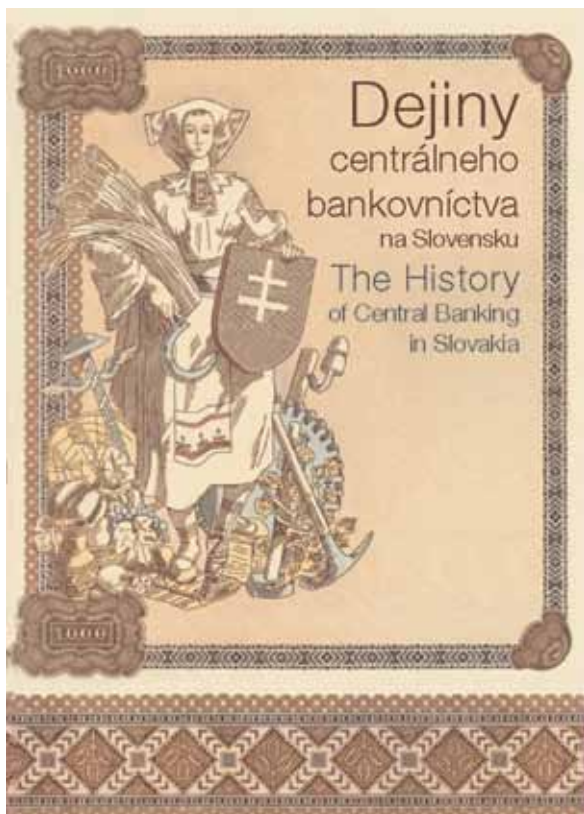 1000
Dejiny
centrálneho
bankovníctva
na Slovensku
The History
of Central Banking
in Slovakia
1000